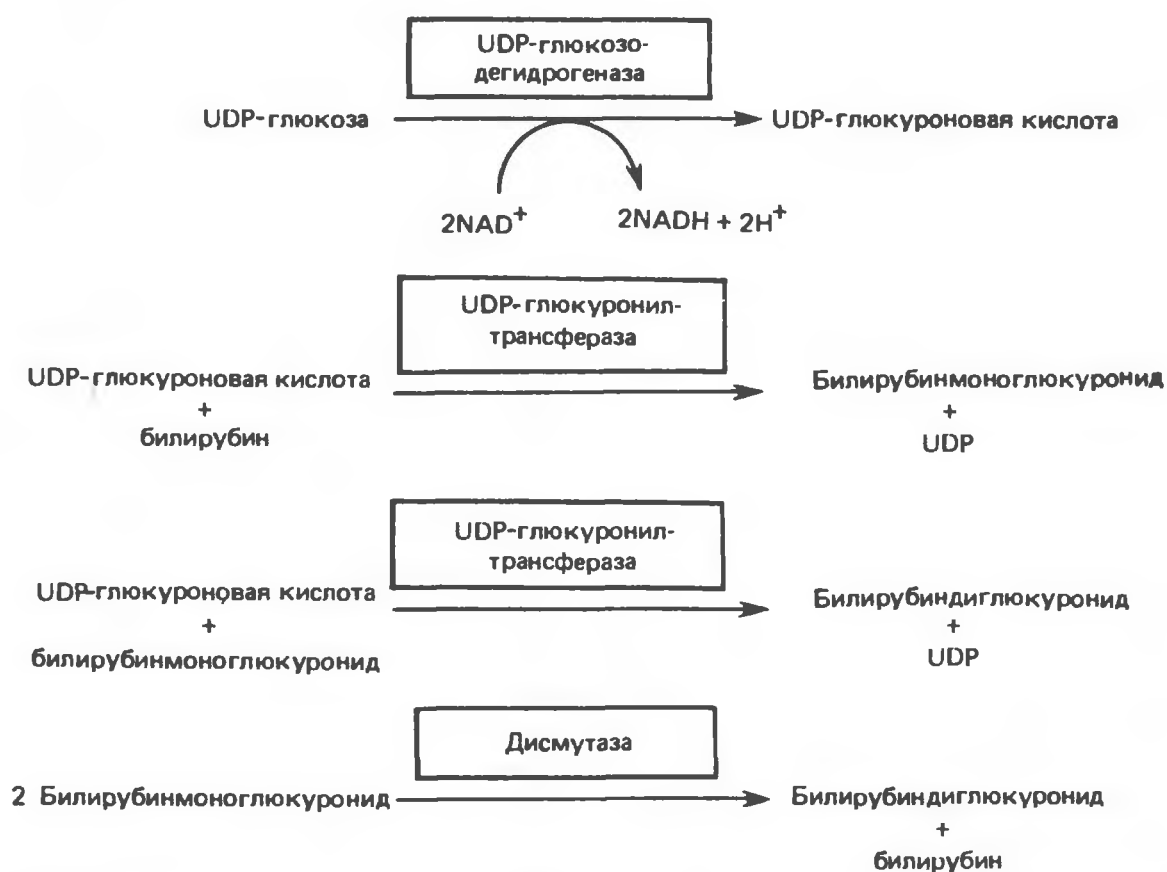 UDP-глюкозо-
дегидрогеназа
UDP-глюкоза
UDP-глюкуроновая кислота
2NAD⁺
2NADH + 2H⁺
UDP-глюкуронил-
трансфераза
UDP-глюкуроновая кислота
+
билирубин
Билирубинмоноглюкуронид
+
UDP
UDP-глюкуронил-
трансфераза
UDP-глюкуроновая кислота
+
билирубинмоноглюкуронид
Билирубиндиглюкуронид
+
UDP
Дисмутаза
2 Билирубинмоноглюкуронид
Билирубиндиглюкуронид
+
билирубин